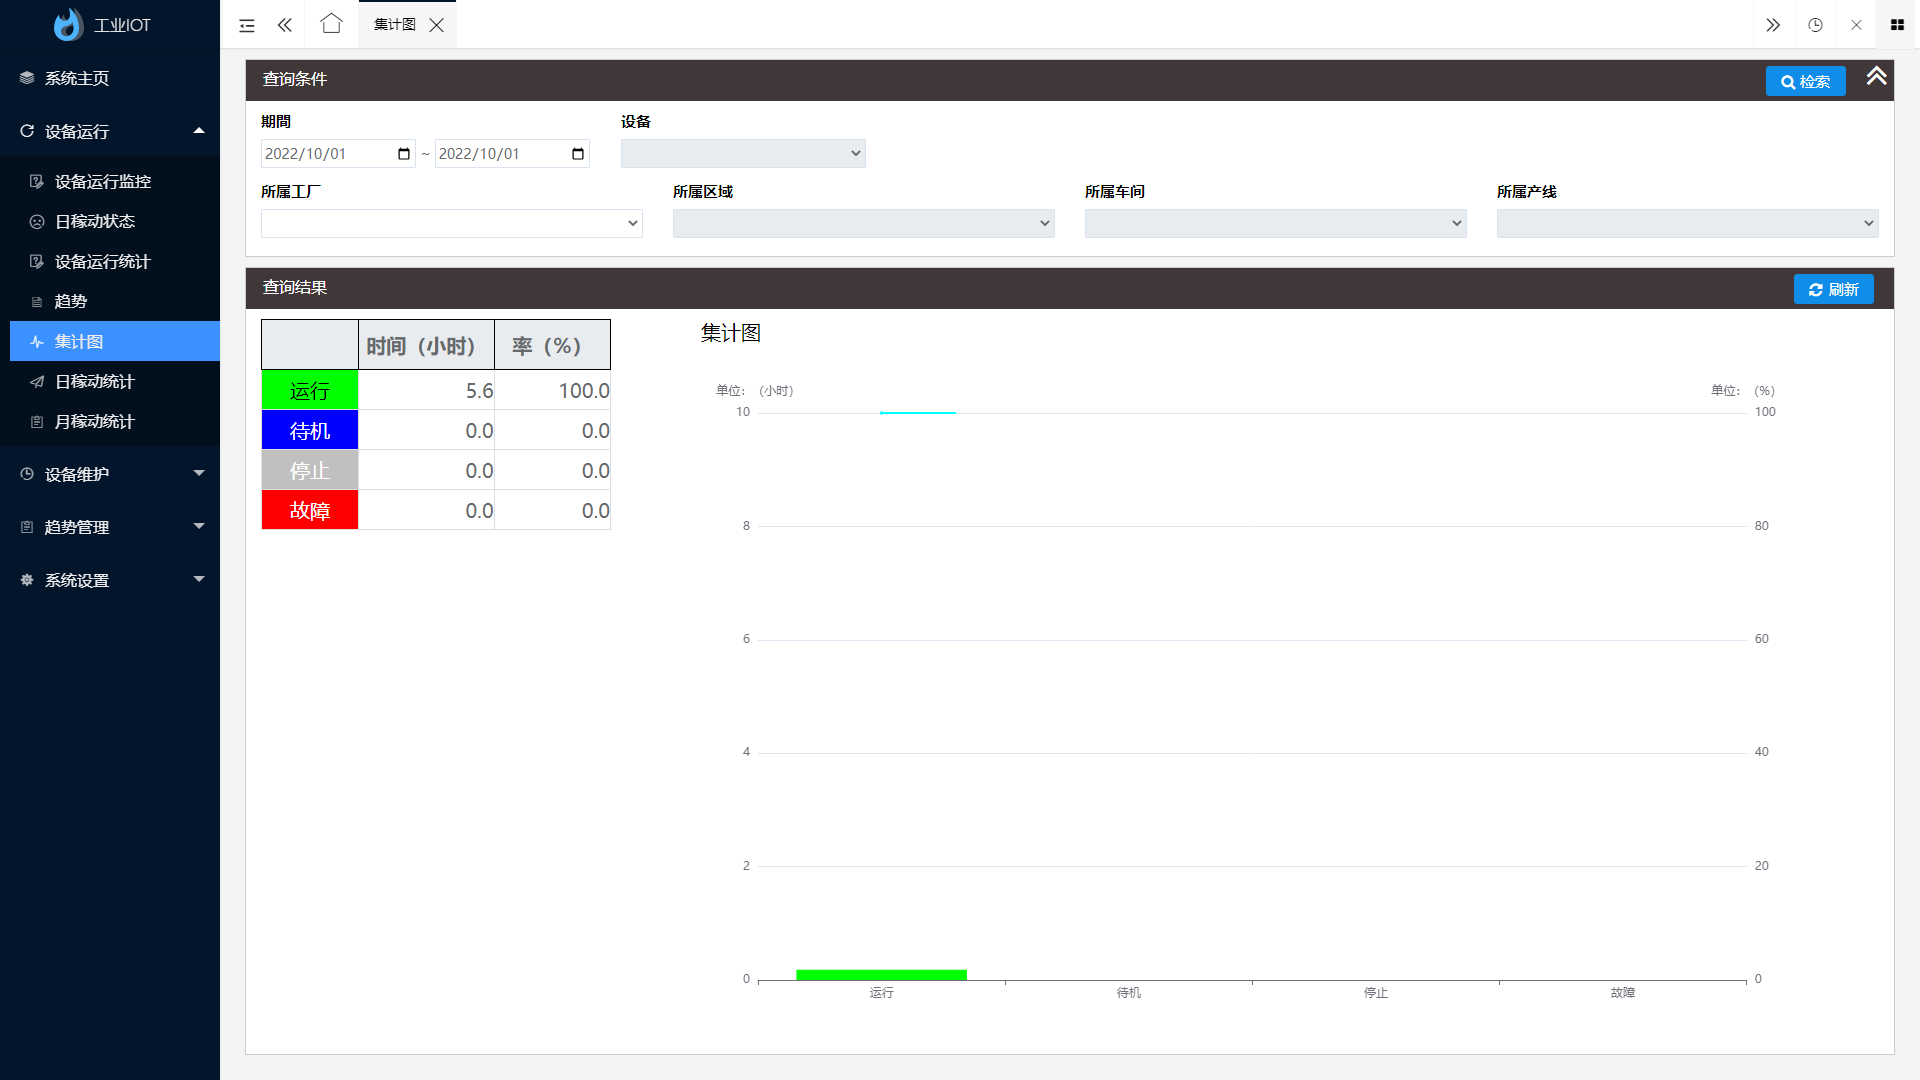 工业IOT
系统主页
设备运行
设备运行监控
日稼动状态
设备运行统计
趋势
集计图
日稼动统计
月稼动统计
设备维护
趋势管理
系统设置
集计图
查询条件
检索
期間
设备
2022/10/01 ~ 2022/10/01
所属工厂
所属区域
所属车间
所属产线
查询结果
刷新
时间（小时） 率（%）
运行 5.6 100.0
待机 0.0 0.0
停止 0.0 0.0
故障 0.0 0.0
集计图
单位：（小时）
单位：（%）
10 100
8 80
6 60
4 40
2 20
0 0
运行 待机 停止 故障